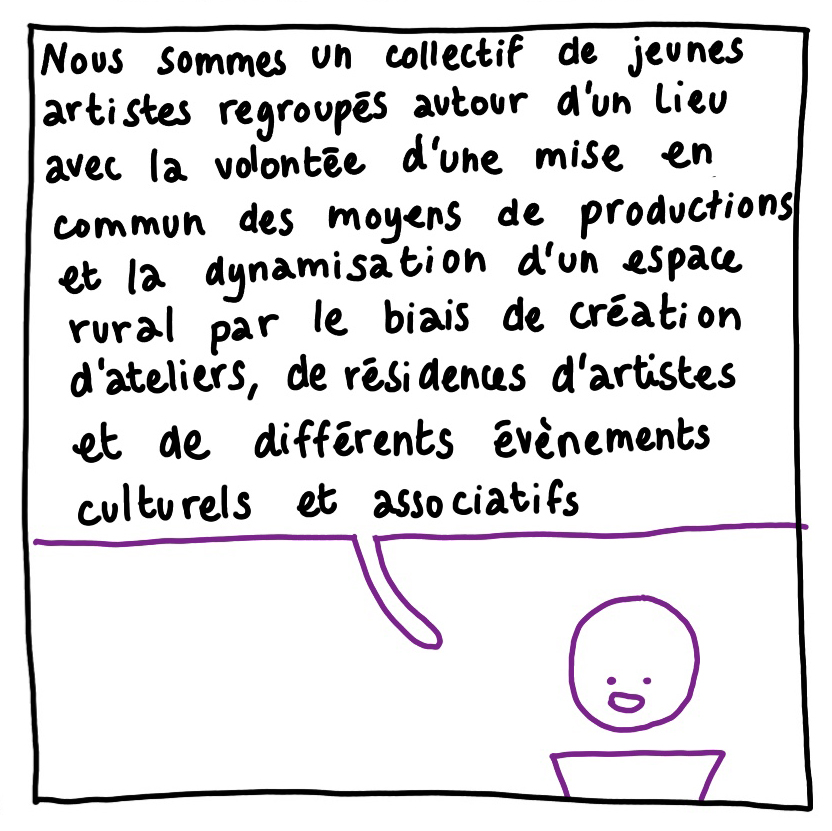 Nous sommes un collectif de jeunes
artistes regroupés autour d'un lieu
avec la volontée d'une mise en
commun des moyens de productions
et la dynamisation d'un espace
rural par le biais de création
d'ateliers, de résidences d'artistes
et de différents évènements
culturels et associatifs